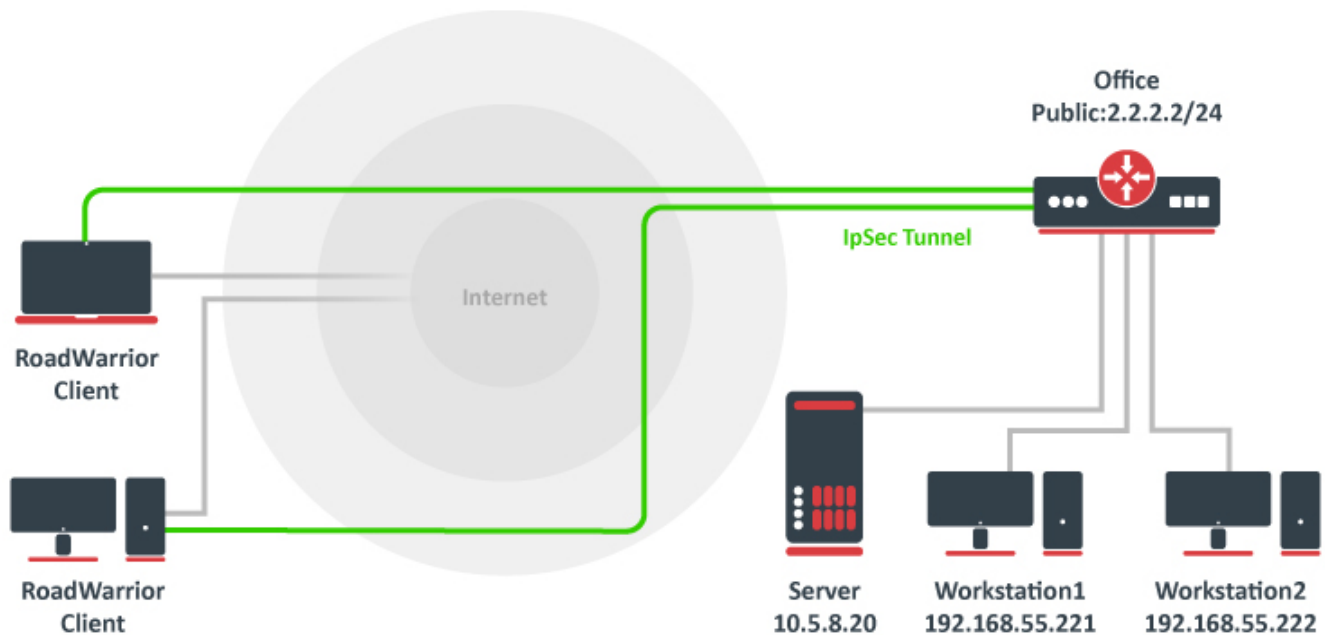 Office
Public:2.2.2.2/24
IpSec Tunnel
Internet
RoadWarrior
Client
RoadWarrior
Client
Server
10.5.8.20
Workstation1
192.168.55.221
Workstation2
192.168.55.222